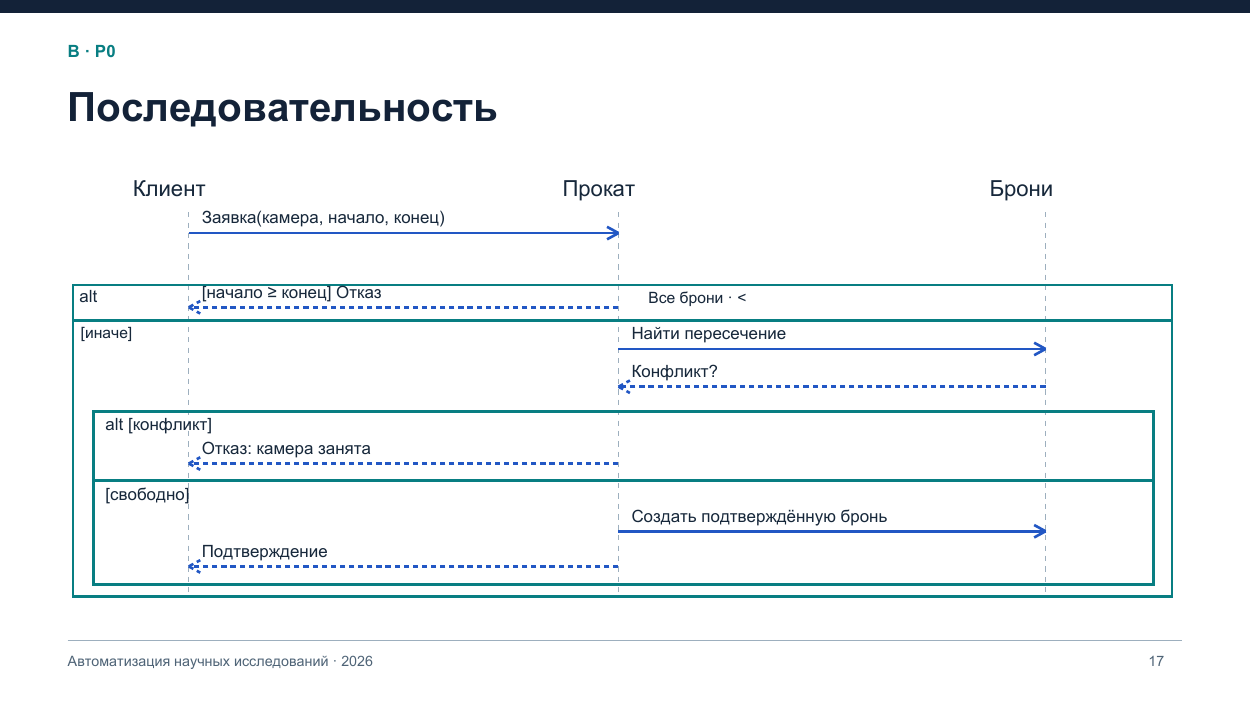 В · P0
Последовательность
Клиент Прокат Брони
Заявка(камера, начало, конец)
alt [начало ≥ конец] Отказ Все брони · <
[иначе] Найти пересечение
Конфликт?
alt [конфликт]
Отказ: камера занята
[свободно]
Создать подтверждённую бронь
Подтверждение
Автоматизация научных исследований · 2026 17